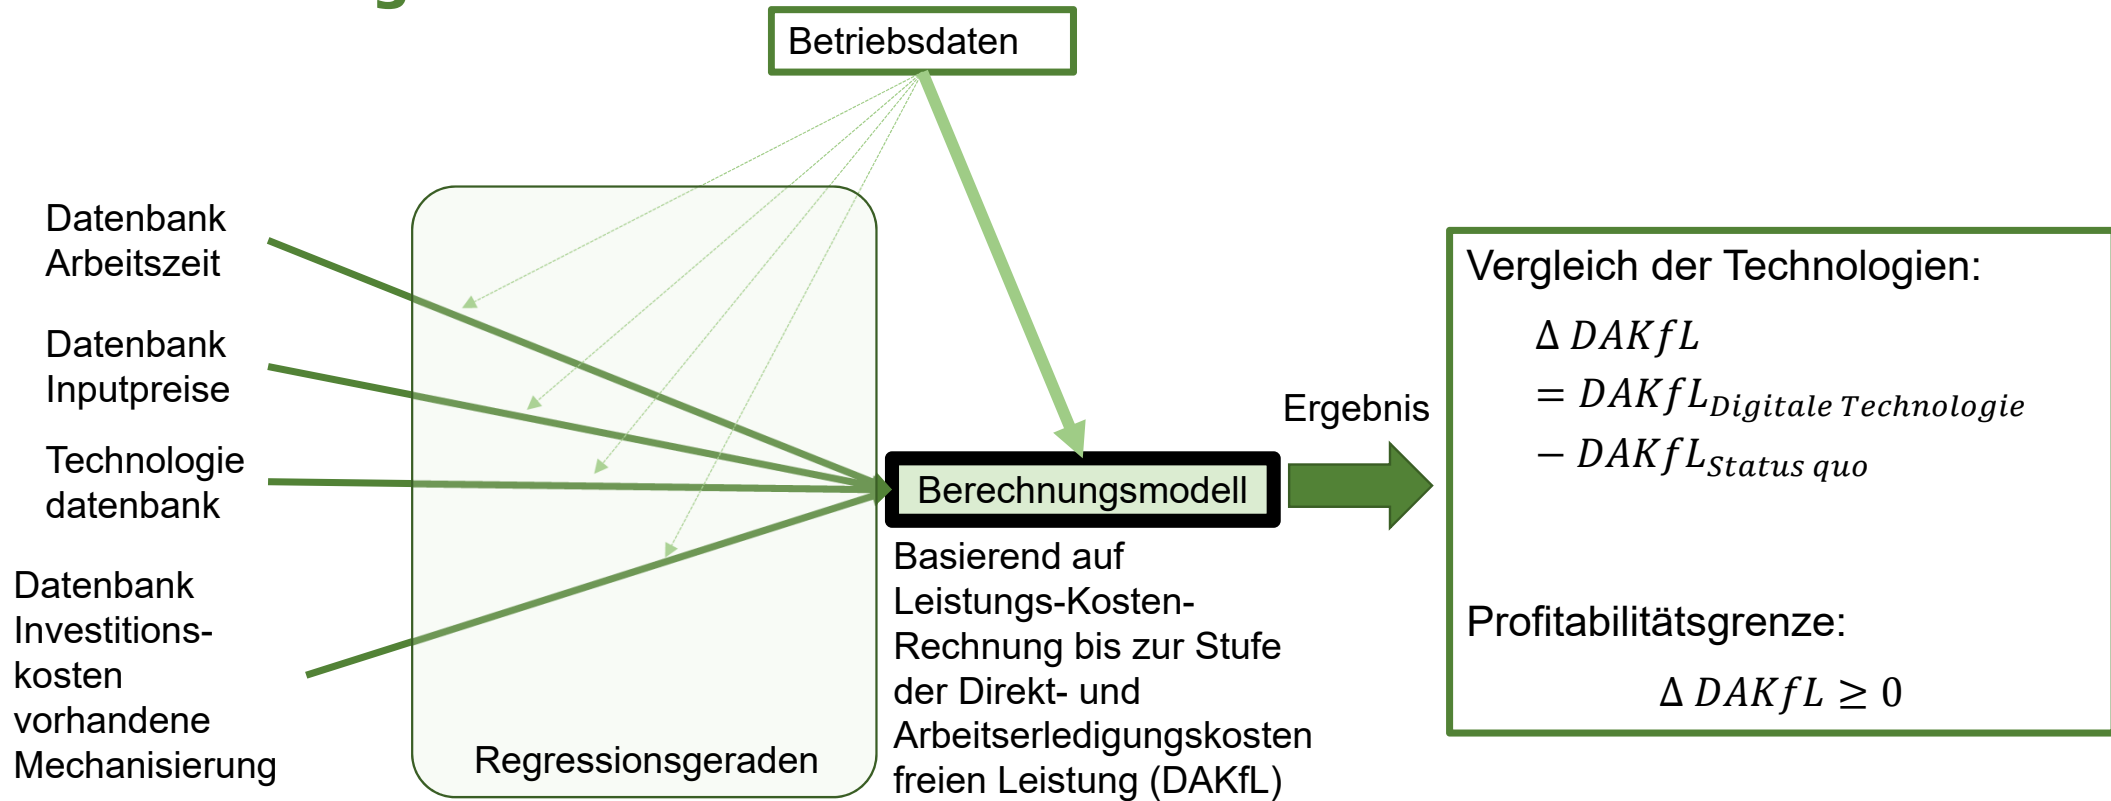 Betriebsdaten
Datenbank
Arbeitszeit
Datenbank
Inputpreise
Technologie
datenbank
Datenbank
Investitions-
kosten
vorhandene
Mechanisierung
Regressionsgeraden
Berechnungsmodell
Basierend auf
Leistungs-Kosten-
Rechnung bis zur Stufe
der Direkt- und
Arbeitserledigungskosten
freien Leistung (DAKfL)
Ergebnis
Vergleich der Technologien:
Δ DAKfL
= DAKfL_Digitale Technologie
− DAKfL_Status quo
Profitabilitätsgrenze:
Δ DAKfL ≥ 0